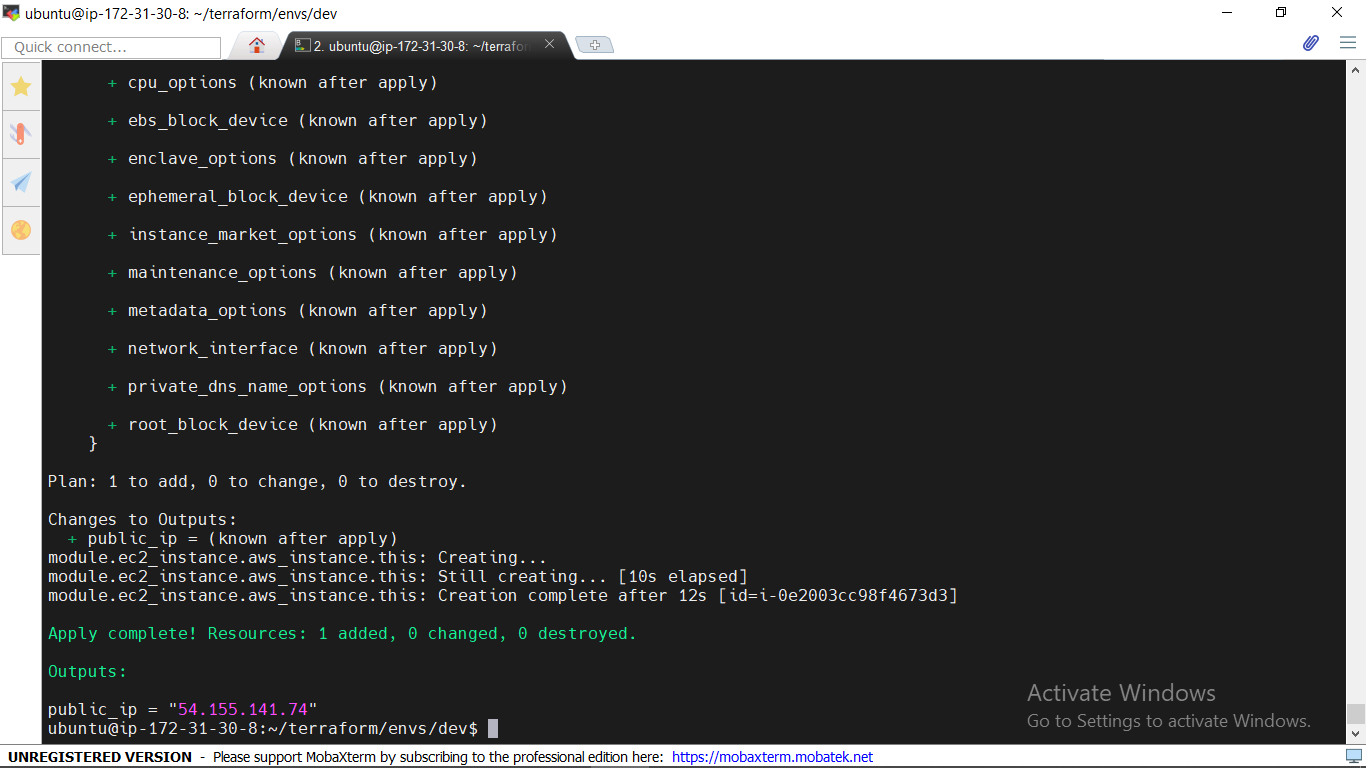 ubuntu@ip-172-31-30-8: ~/terraform/envs/dev
Quick connect...
2. ubuntu@ip-172-31-30-8: ~/terrafo
+ cpu_options (known after apply)
+ ebs_block_device (known after apply)
+ enclave_options (known after apply)
+ ephemeral_block_device (known after apply)
+ instance_market_options (known after apply)
+ maintenance_options (known after apply)
+ metadata_options (known after apply)
+ network_interface (known after apply)
+ private_dns_name_options (known after apply)
+ root_block_device (known after apply)
}
Plan: 1 to add, 0 to change, 0 to destroy.
Changes to Outputs:
+ public_ip = (known after apply)
module.ec2_instance.aws_instance.this: Creating...
module.ec2_instance.aws_instance.this: Still creating... [10s elapsed]
module.ec2_instance.aws_instance.this: Creation complete after 12s [id=i-0e2003cc98f4673d3]
Apply complete! Resources: 1 added, 0 changed, 0 destroyed.
Outputs:
public_ip = "54.155.141.74"
ubuntu@ip-172-31-30-8:~/terraform/envs/dev$
Activate Windows
Go to Settings to activate Windows.
UNREGISTERED VERSION - Please support MobaXterm by subscribing to the professional edition here: https://mobaxterm.mobatek.net